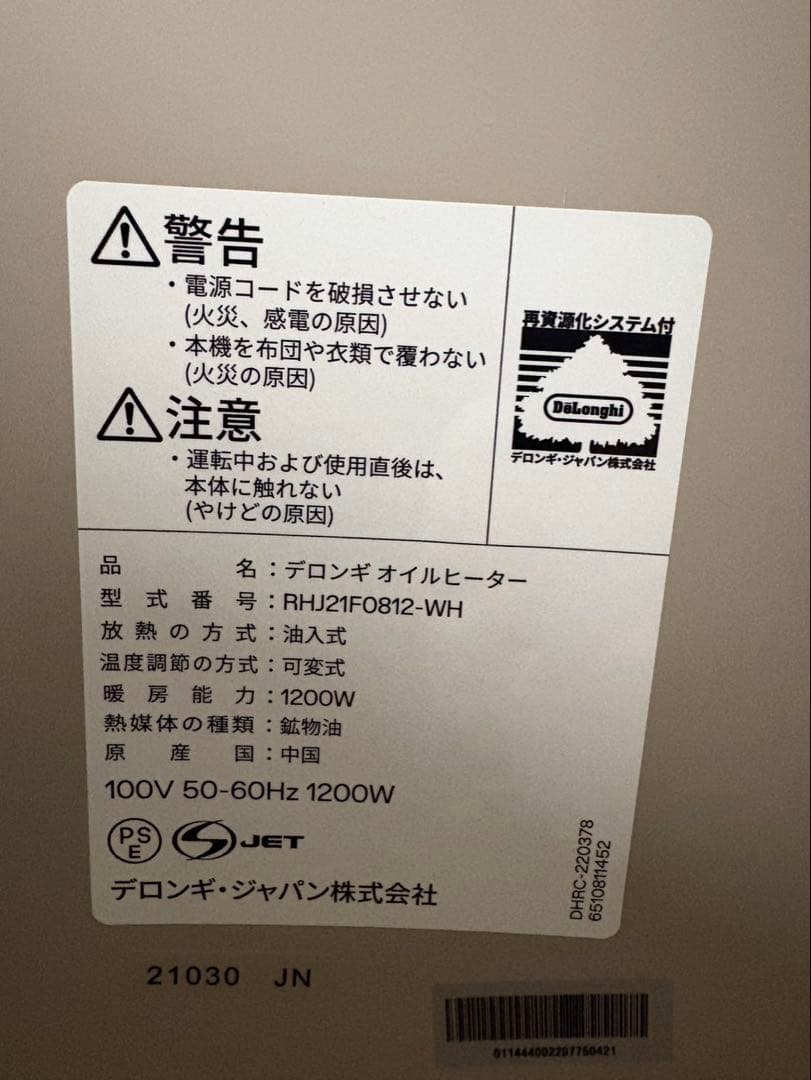 警告
・電源コードを破損させない
(火災、感電の原因)
・本機を布団や衣類で覆わない
(火災の原因)
注意
・運転中および使用直後は、
本体に触れない
(やけどの原因)
再資源化システム付
DeLonghi
デロンギ・ジャパン株式会社
品名：デロンギ オイルヒーター
型式番号：RHJ21F0812-WH
放熱の方式：油入式
温度調節の方式：可変式
暖房能力：1200W
熱媒体の種類：鉱物油
原産国：中国
100V 50-60Hz 1200W
PSE JET
デロンギ・ジャパン株式会社
DHRC-220378
6510811452
21030 JN
011444002297750421